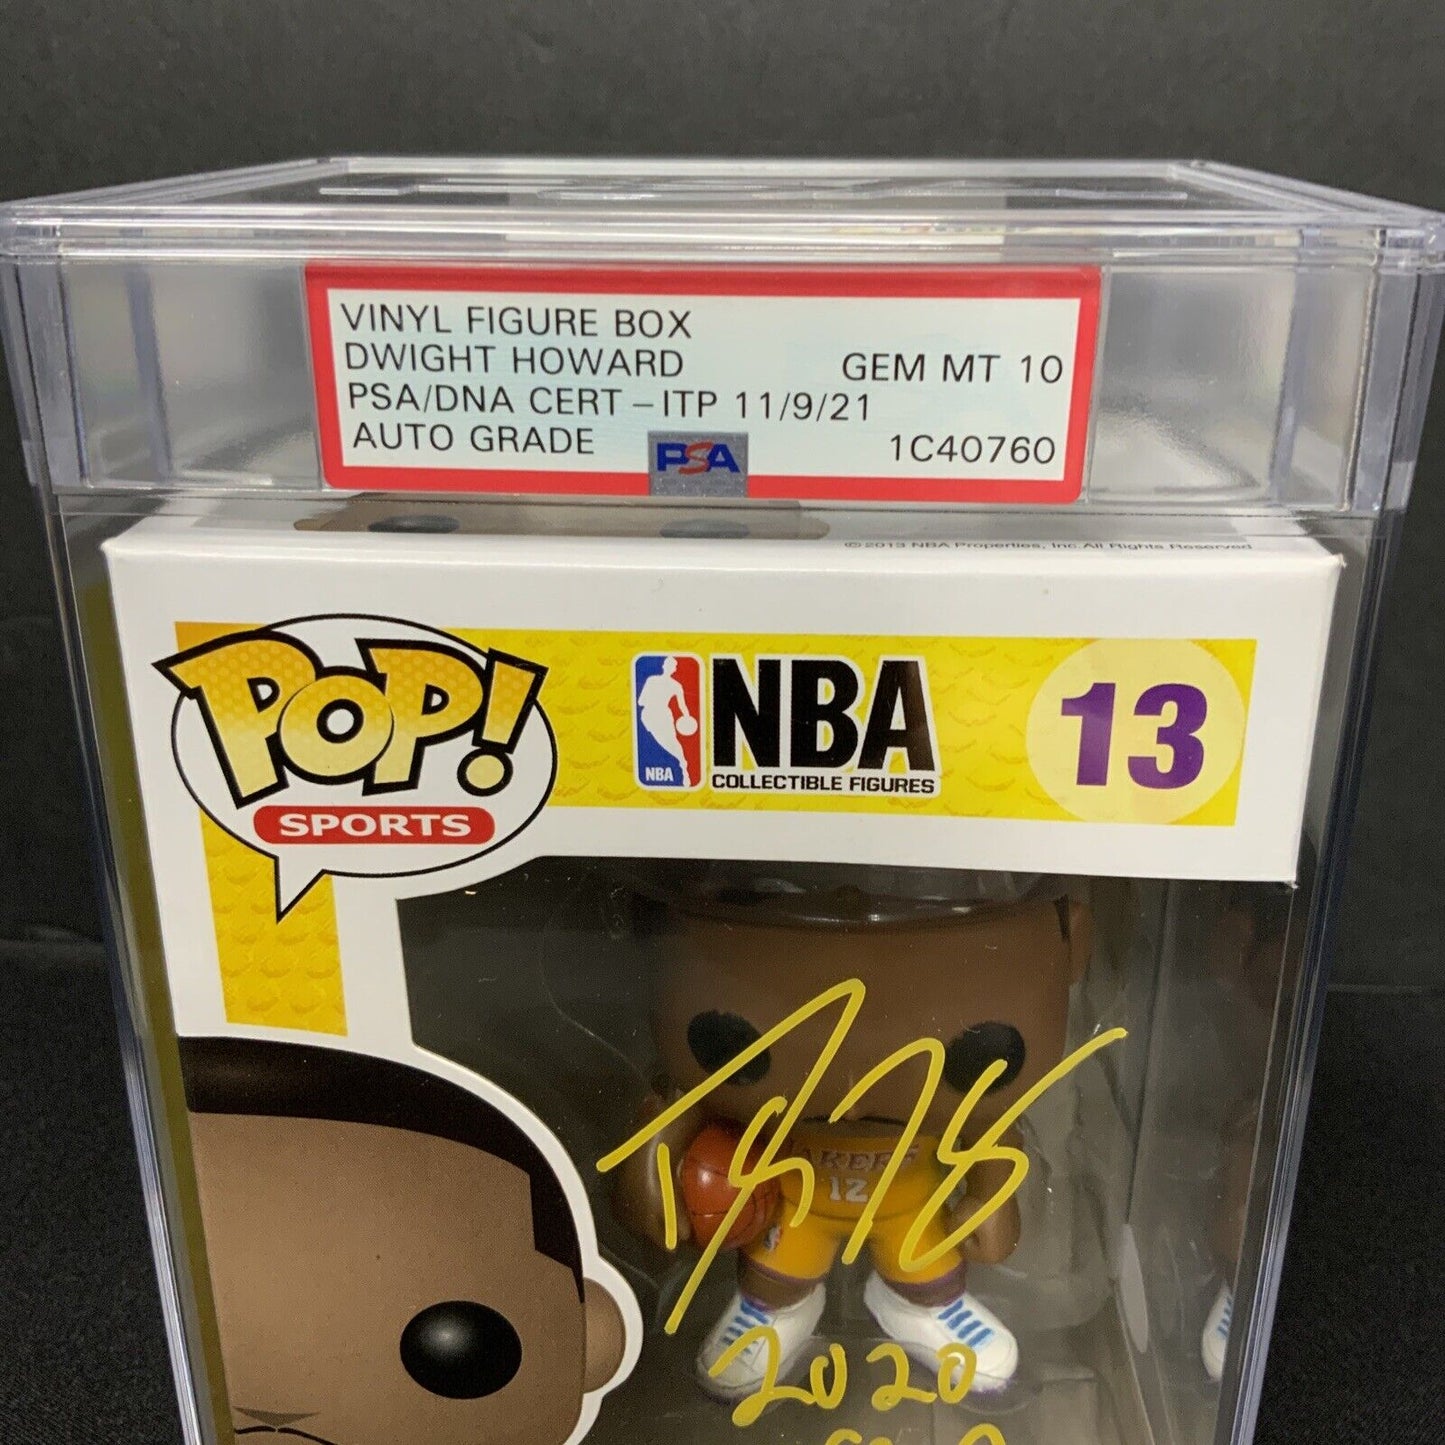 VINYL FIGURE BOX
DWIGHT HOWARD GEM MT 10
PSA/DNA CERT – ITP 11/9/21
AUTO GRADE PSA 1C40760
© 2013 NBA Properties, Inc. All Rights Reserved
POP!
SPORTS
NBA
NBA
COLLECTIBLE FIGURES
13
LAKERS
12
2020